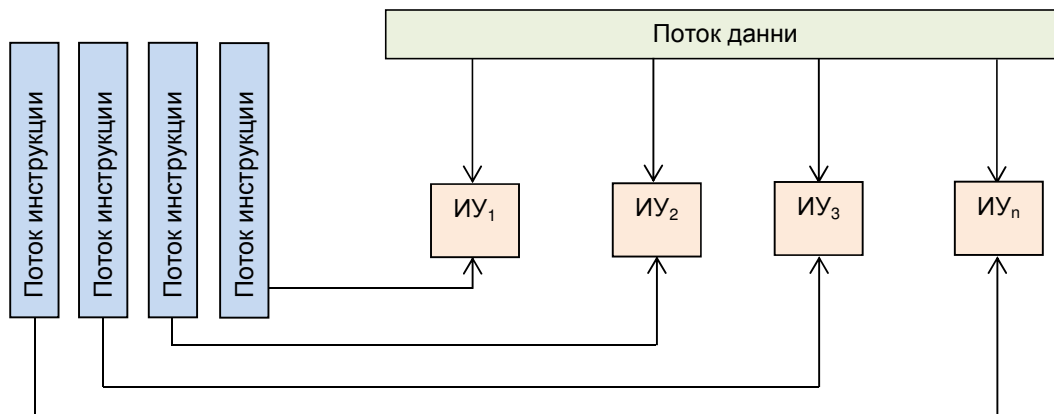 Поток данни
Поток инструкции
Поток инструкции
Поток инструкции
Поток инструкции
ИУ₁
ИУ₂
ИУ₃
ИУₙ